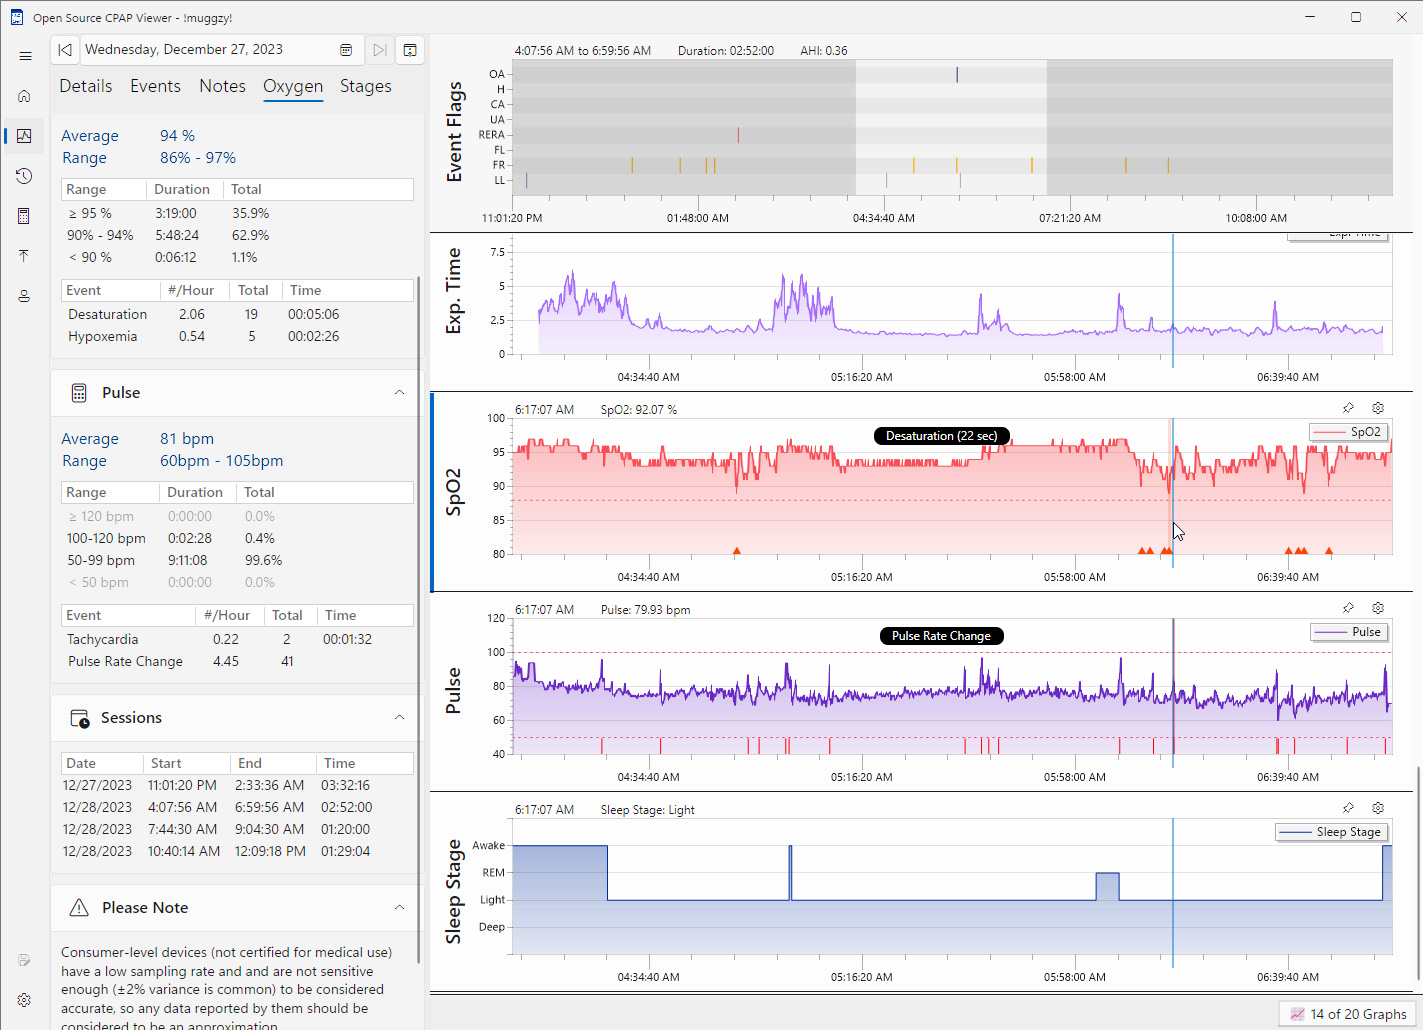 Open Source CPAP Viewer - !muggzy!
Wednesday, December 27, 2023
Details Events Notes Oxygen Stages
Average 94 %
Range 86% - 97%
Range Duration Total
≥ 95 % 3:19:00 35.9%
90% - 94% 5:48:24 62.9%
< 90 % 0:06:12 1.1%
Event #/Hour Total Time
Desaturation 2.06 19 00:05:06
Hypoxemia 0.54 5 00:02:26
Pulse
Average 81 bpm
Range 60bpm - 105bpm
Range Duration Total
≥ 120 bpm 0:00:00 0.0%
100-120 bpm 0:02:28 0.4%
50-99 bpm 9:11:08 99.6%
< 50 bpm 0:00:00 0.0%
Event #/Hour Total Time
Tachycardia 0.22 2 00:01:32
Pulse Rate Change 4.45 41
Sessions
Date Start End Time
12/27/2023 11:01:20 PM 2:33:36 AM 03:32:16
12/28/2023 4:07:56 AM 6:59:56 AM 02:52:00
12/28/2023 7:44:30 AM 9:04:30 AM 01:20:00
12/28/2023 10:40:14 AM 12:09:18 PM 01:29:04
Please Note
Consumer-level devices (not certified for medical use)
have a low sampling rate and and are not sensitive
enough (±2% variance is common) to be considered
accurate, so any data reported by them should be
considered to be an approximation.
4:07:56 AM to 6:59:56 AM Duration: 02:52:00 AHI: 0.36
Event Flags
OA
H
CA
UA
RERA
FL
FR
LL
11:01:20 PM 01:48:00 AM 04:34:40 AM 07:21:20 AM 10:08:00 AM
Exp. Time
Exp. Time
7.5
5
2.5
0
04:34:40 AM 05:16:20 AM 05:58:00 AM 06:39:40 AM
6:17:07 AM SpO2: 92.07 %
SpO2
Desaturation (22 sec)
SpO2
100
95
90
85
80
04:34:40 AM 05:16:20 AM 05:58:00 AM 06:39:40 AM
6:17:07 AM Pulse: 79.93 bpm
Pulse
Pulse Rate Change
Pulse
120
100
80
60
40
04:34:40 AM 05:16:20 AM 05:58:00 AM 06:39:40 AM
6:17:07 AM Sleep Stage: Light
Sleep Stage
Sleep Stage
Awake
REM
Light
Deep
04:34:40 AM 05:16:20 AM 05:58:00 AM 06:39:40 AM
14 of 20 Graphs